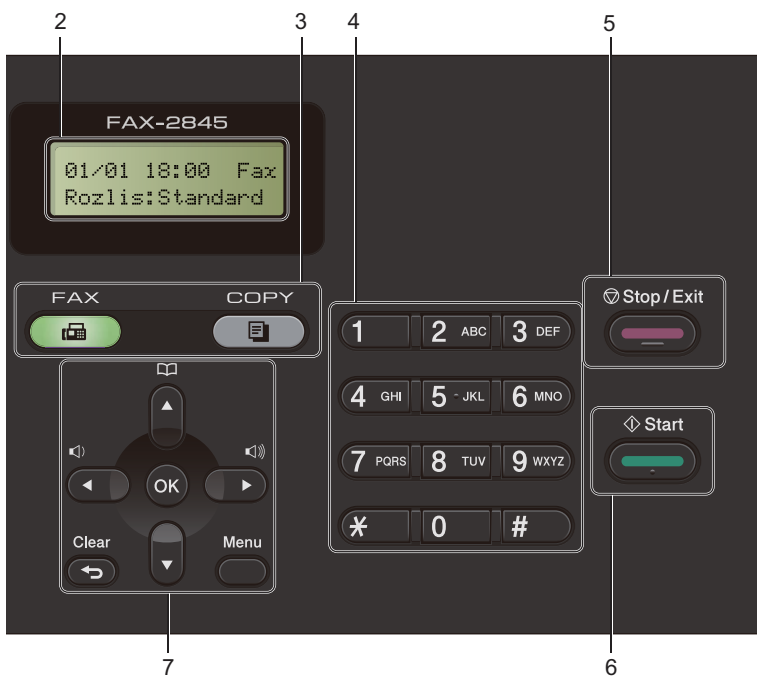 2 3 4 5
FAX-2845
01/01 18:00 Fax
Rozlis:Standard
FAX COPY
Stop/Exit
1 2 ABC 3 DEF
4 GHI 5 JKL 6 MNO
Start
7 PQRS 8 TUV 9 WXYZ
OK
* 0 #
Clear Menu
7 6